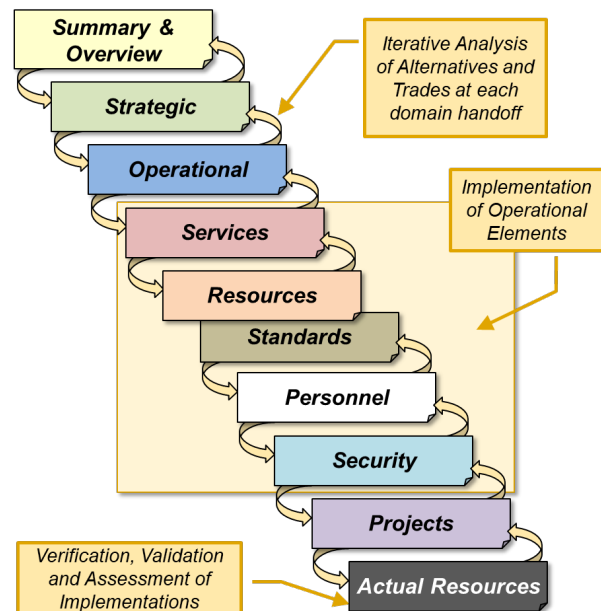 Summary &
Overview
Iterative Analysis
of Alternatives and
Trades at each
domain handoff
Strategic
Operational
Implementation
of Operational
Elements
Services
Resources
Standards
Personnel
Security
Projects
Verification, Validation
and Assessment of
Implementations
Actual Resources